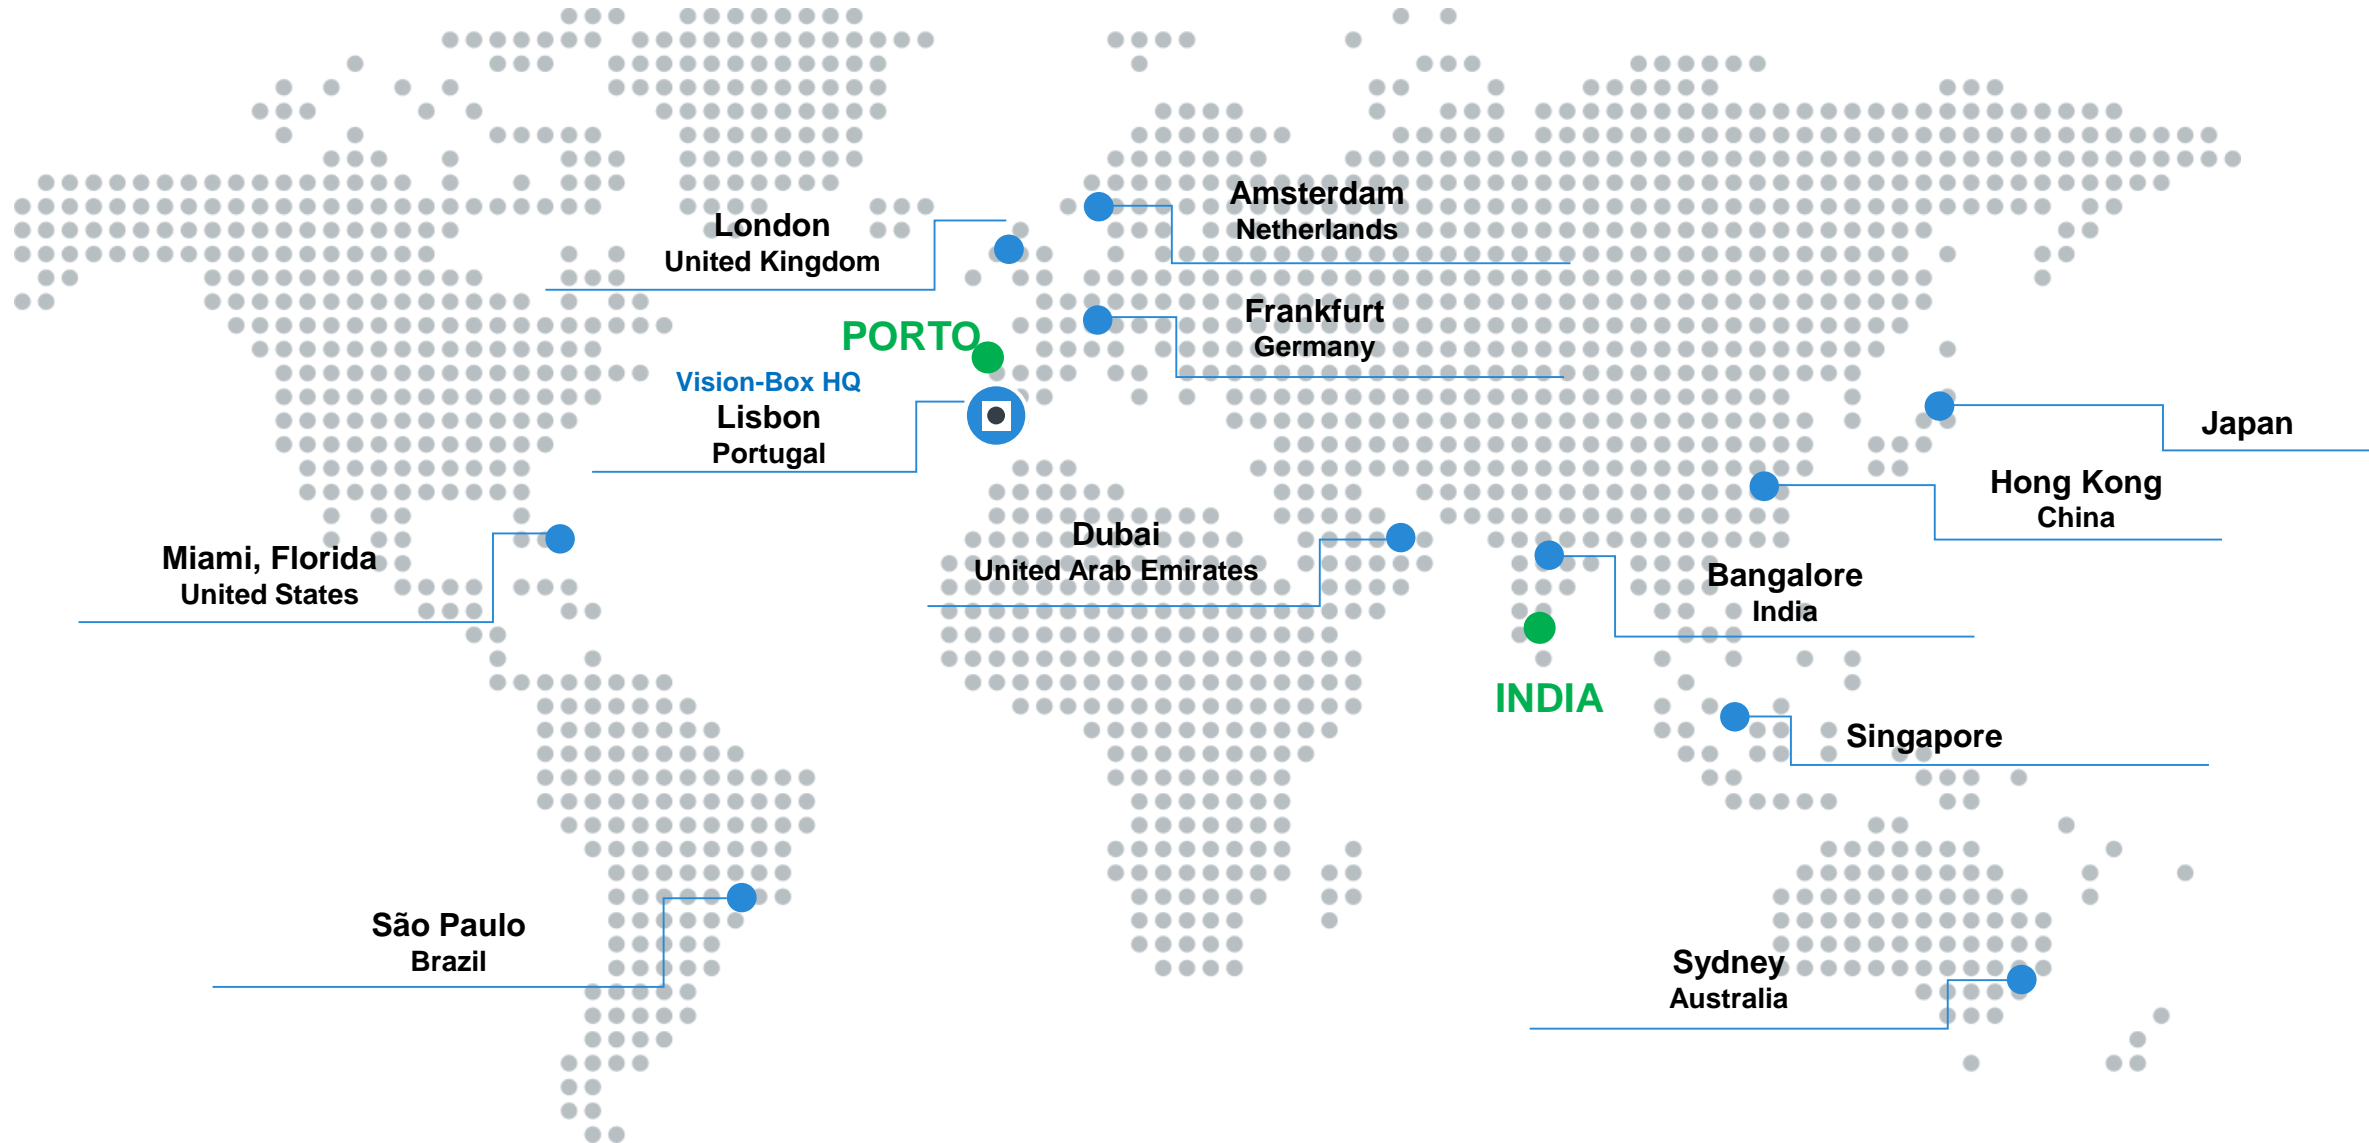 Amsterdam
Netherlands
London
United Kingdom
Frankfurt
Germany
PORTO
Vision-Box HQ
Lisbon
Portugal
Japan
Hong Kong
China
Dubai
United Arab Emirates
Miami, Florida
United States
Bangalore
India
INDIA
Singapore
São Paulo
Brazil
Sydney
Australia